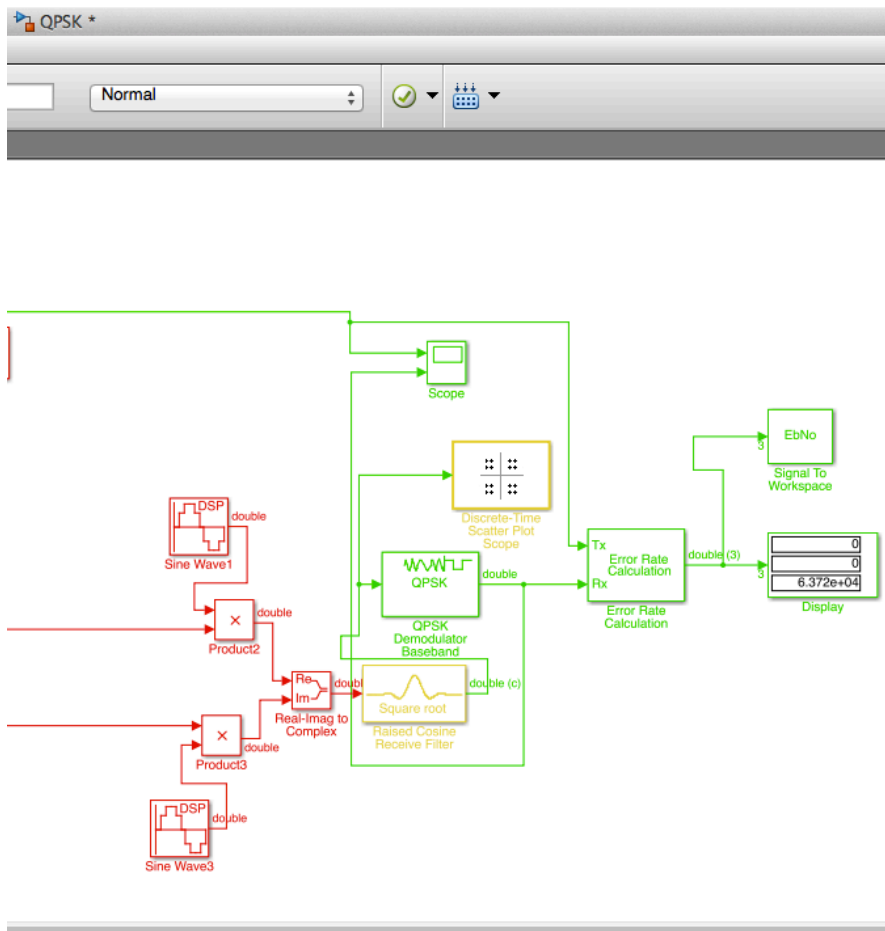 QPSK *
Normal
Scope
EbNo
3
Signal To
Workspace
Discrete-Time
Scatter Plot
Scope
DSP
double
Sine Wave1
Tx
Rx
Error Rate
Calculation
Error Rate
Calculation
double (3)
3
0
0
6.372e+04
Display
QPSK
double
QPSK
Demodulator
Baseband
×
double
Product2
Re
Im
doubl
Real-Imag to
Complex
Square root
double (c)
Raised Cosine
Receive Filter
×
double
Product3
DSP
double
Sine Wave3